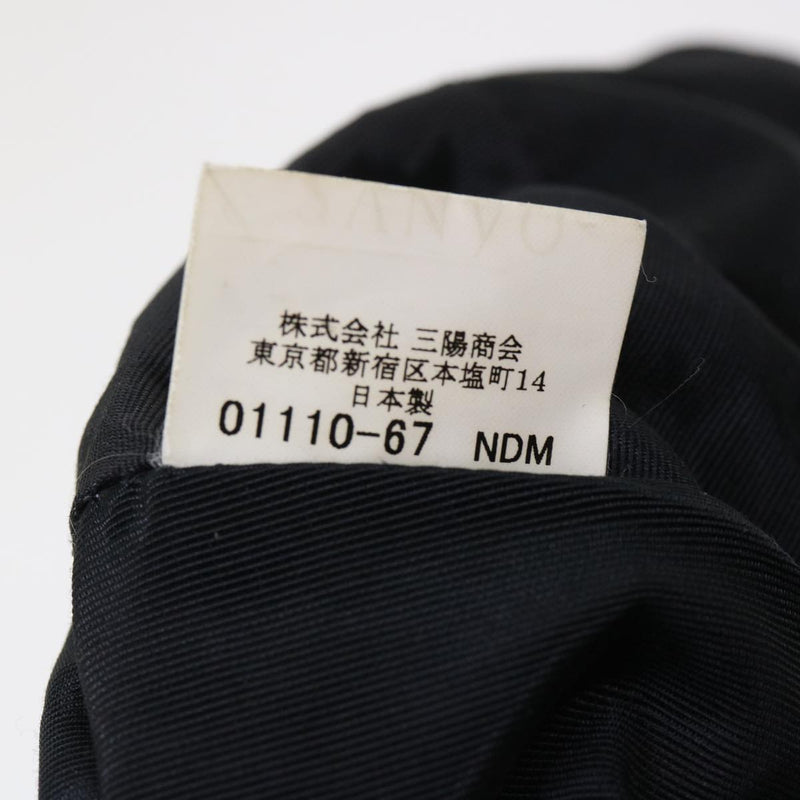 SANYO
株式会社 三陽商会
東京都新宿区本塩町14
日本製
01110-67 NDM